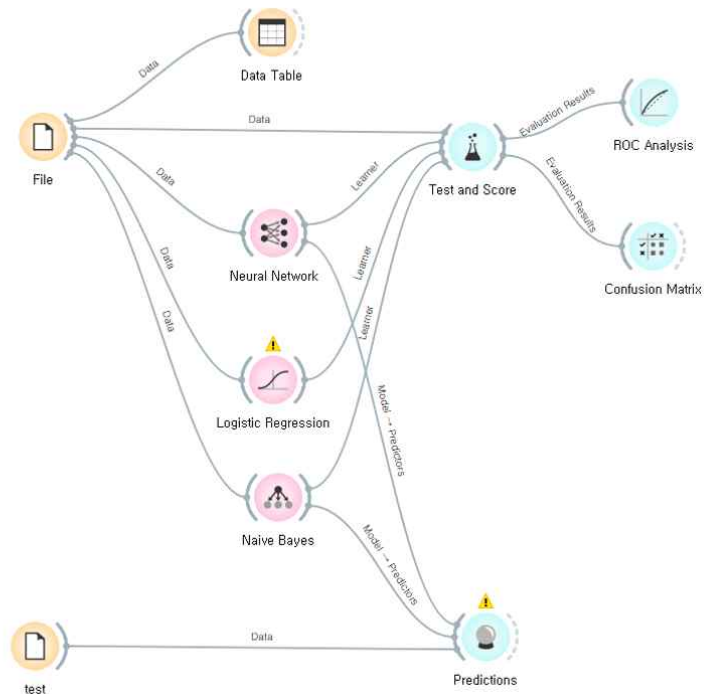 Data
Data Table
File
Data
Test and Score
Evaluation Results
ROC Analysis
Evaluation Results
Confusion Matrix
Data
Learner
Neural Network
Data
Learner
Logistic Regression
Data
Learner
Naive Bayes
Model → Predictors
Model → Predictors
test
Data
Predictions